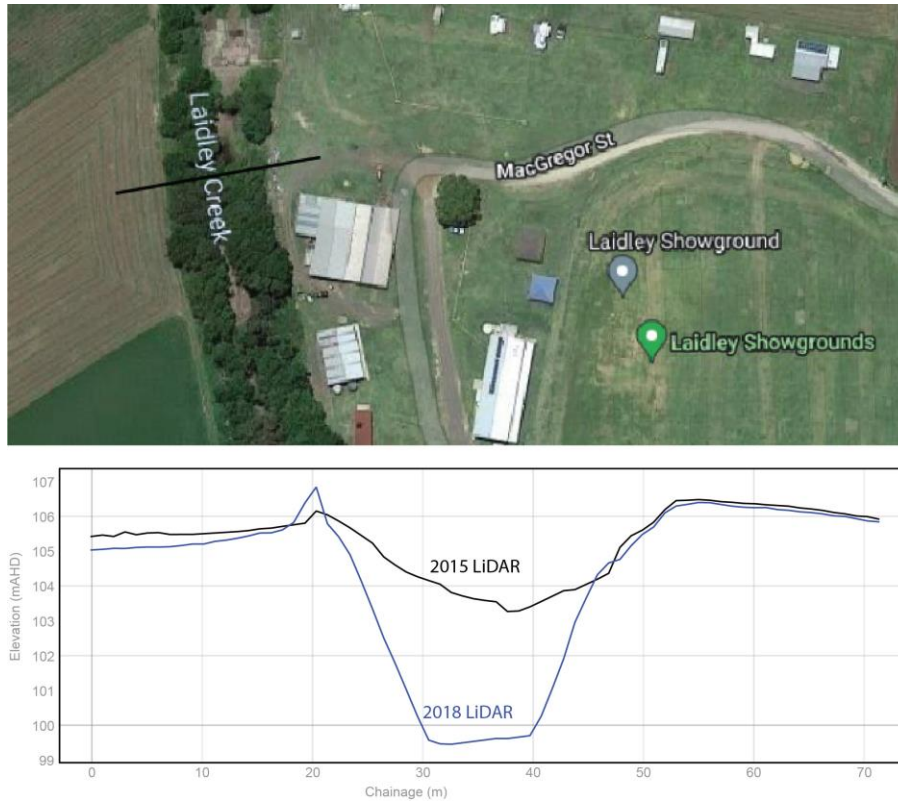 Laidley Creek
MacGregor St
Laidley Showground
Laidley Showgrounds
107
106
105
104
103
102
101
100
99
Elevation (mAHD)
2015 LiDAR
2018 LiDAR
0
10
20
30
40
50
60
70
Chainage (m)